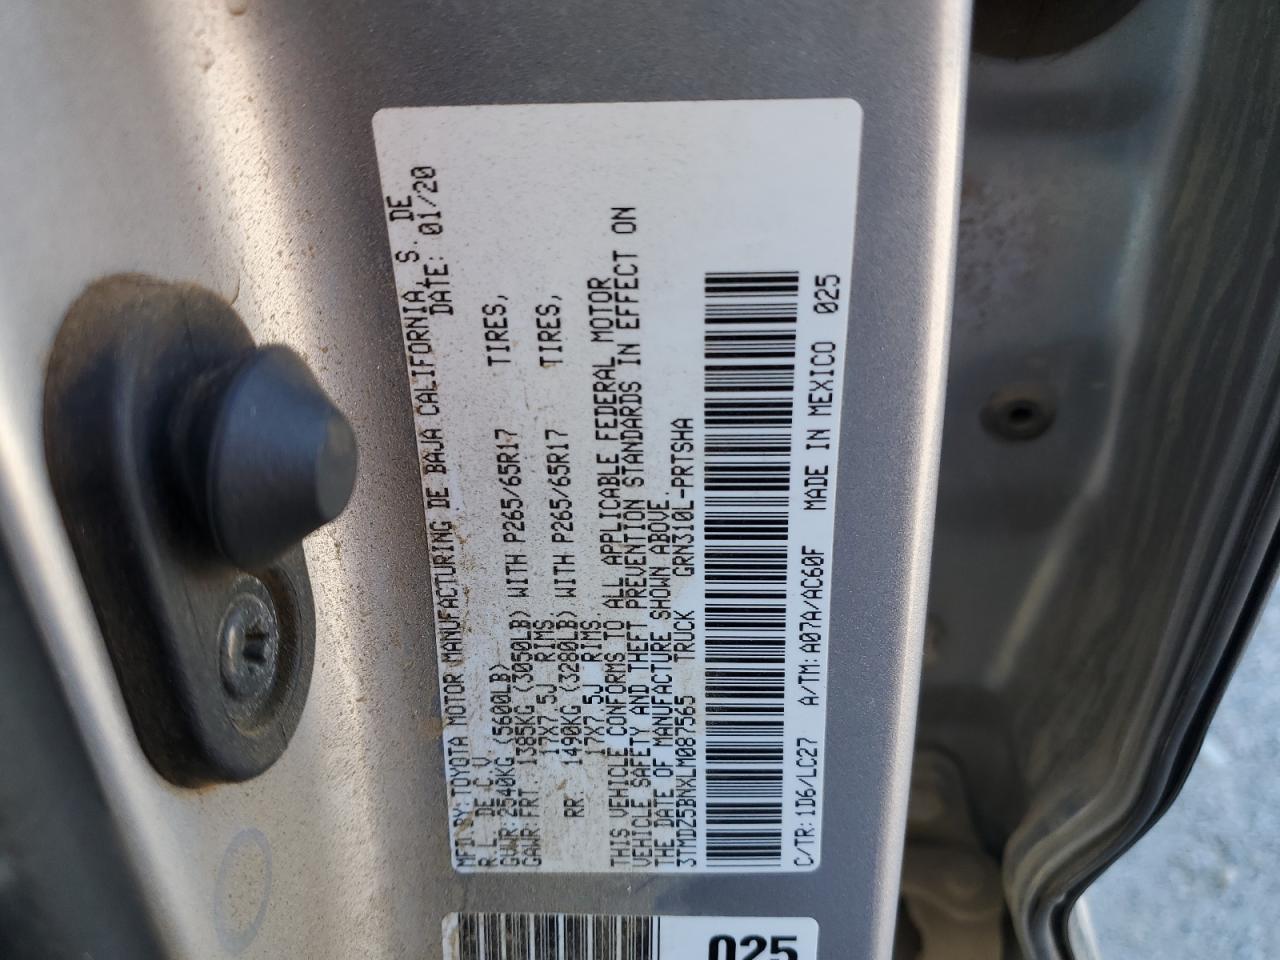 MFD BY: TOYOTA MOTOR MANUFACTURING DE BAJA CALIFORNIA, S. DE
R.L. DE C.V. DATE: 01/20
GVWR: 2540KG (5600LB)
GAWR: FRT. 1385KG (3050LB) WITH P265/65R17 TIRES,
17X7.5J RIMS.
RR. 1490KG (3280LB) WITH P265/65R17 TIRES,
17X7.5J RIMS.
THIS VEHICLE CONFORMS TO ALL APPLICABLE FEDERAL MOTOR
VEHICLE SAFETY AND THEFT PREVENTION STANDARDS IN EFFECT ON
THE DATE OF MANUFACTURE SHOWN ABOVE.
3TMDZ5BNXLM087565 TRUCK GRN310L-PRTSHA
C/TR: 1D6/LC27 A/TM: A07A/AC60F MADE IN MEXICO 025
025